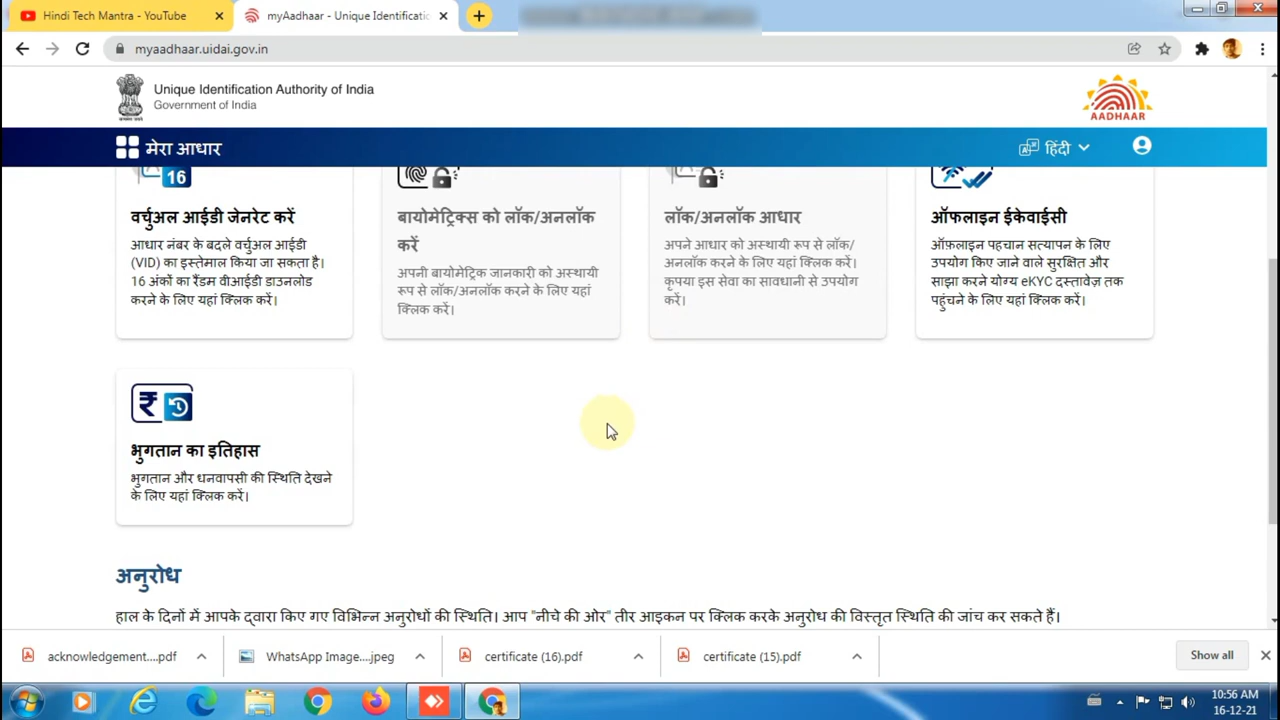 Hindi Tech Mantra - YouTube
myAadhaar - Unique Identificatic
myaadhaar.uidai.gov.in
Unique Identification Authority of India
Government of India
AADHAAR
मेरा आधार
हिंदी
16
वर्चुअल आईडी जेनरेट करें
आधार नंबर के बदले वर्चुअल आईडी
(VID) का इस्तेमाल किया जा सकता है।
16 अंकों का रैंडम वीआईडी डाउनलोड
करने के लिए यहां क्लिक करें।
बायोमेट्रिक्स को लॉक/अनलॉक
करें
अपनी बायोमेट्रिक जानकारी को अस्थायी
रूप से लॉक/अनलॉक करने के लिए यहां
क्लिक करें।
लॉक/अनलॉक आधार
अपने आधार को अस्थायी रूप से लॉक/
अनलॉक करने के लिए यहां क्लिक करें।
कृपया इस सेवा का सावधानी से उपयोग
करें।
ऑफलाइन ईकेवाईसी
ऑफ़लाइन पहचान सत्यापन के लिए
उपयोग किए जाने वाले सुरक्षित और
साझा करने योग्य eKYC दस्तावेज़ तक
पहुंचने के लिए यहां क्लिक करें।
₹
भुगतान का इतिहास
भुगतान और धनवापसी की स्थिति देखने
के लिए यहां क्लिक करें।
अनुरोध
हाल के दिनों में आपके द्वारा किए गए विभिन्न अनुरोधों की स्थिति। आप "नीचे की ओर" तीर आइकन पर क्लिक करके अनुरोध की विस्तृत स्थिति की जांच कर सकते हैं।
acknowledgement....pdf
WhatsApp Image....jpeg
certificate (16).pdf
certificate (15).pdf
Show all
10:56 AM
16-12-21